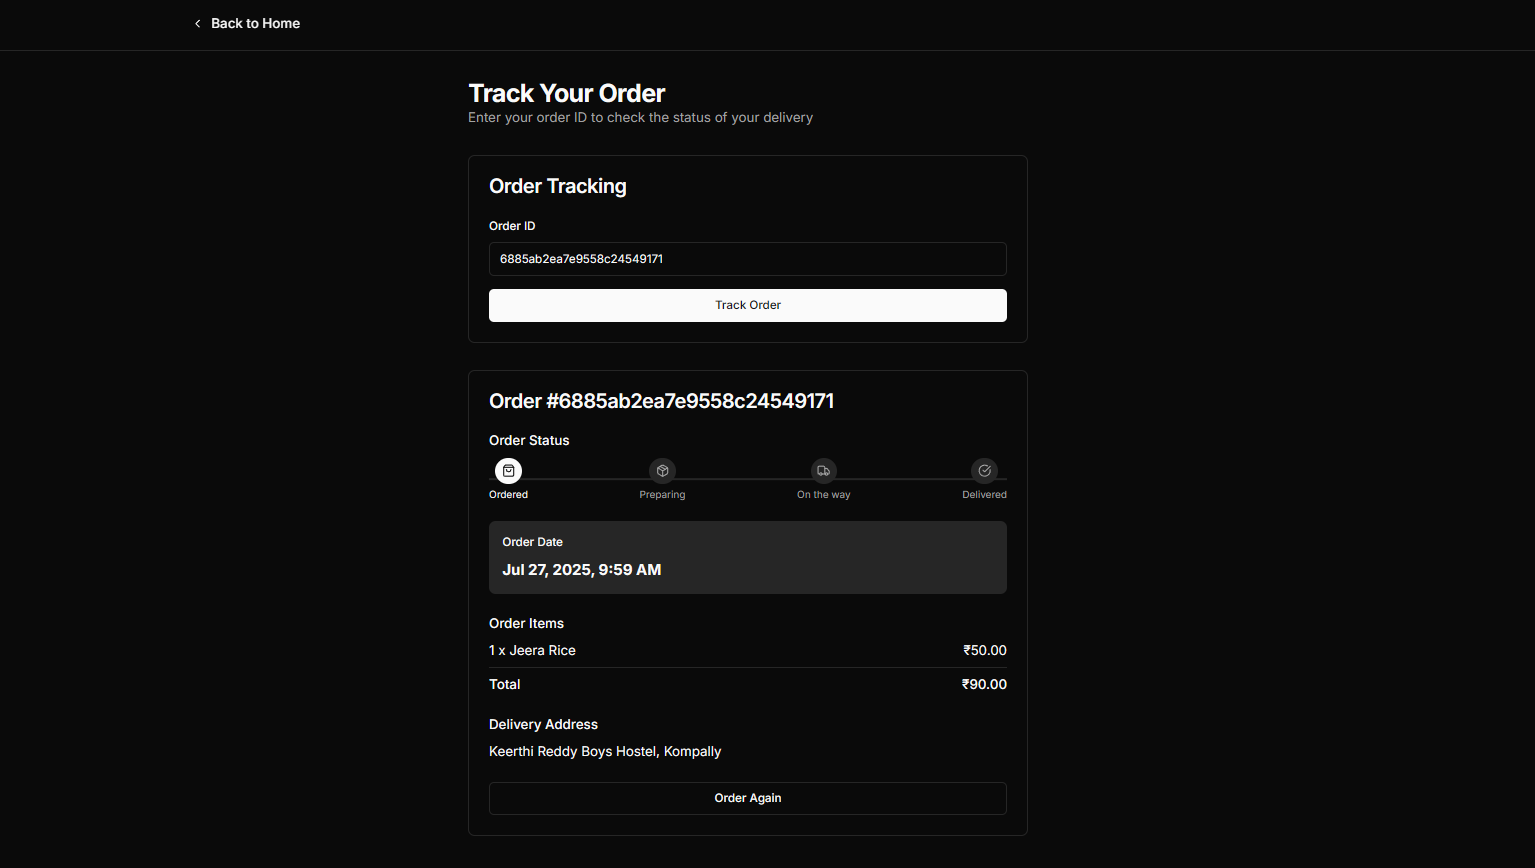 Back to Home
Track Your Order
Enter your order ID to check the status of your delivery
Order Tracking
Order ID
6885ab2ea7e9558c24549171
Track Order
Order #6885ab2ea7e9558c24549171
Order Status
Ordered Preparing On the way Delivered
Order Date
Jul 27, 2025, 9:59 AM
Order Items
1 x Jeera Rice ₹50.00
Total ₹90.00
Delivery Address
Keerthi Reddy Boys Hostel, Kompally
Order Again